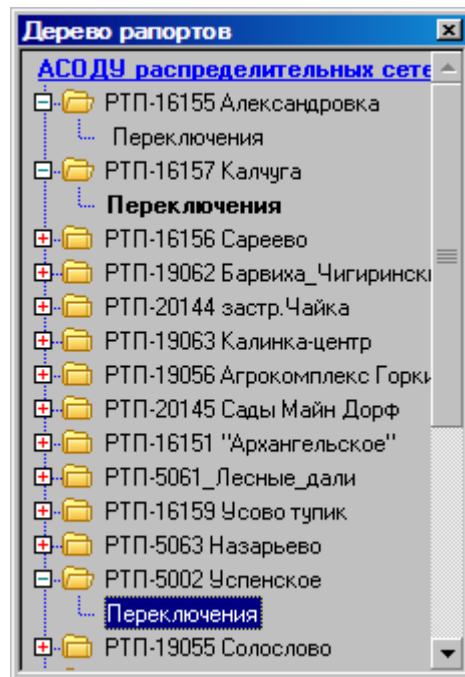 Дерево рапортов
АСОДУ распределительных сете
РТП-16155 Александровка
Переключения
РТП-16157 Калчуга
Переключения
РТП-16156 Сареево
РТП-19062 Барвиха_Чигирински
РТП-20144 застр.Чайка
РТП-19063 Калинка-центр
РТП-19056 Агрокомплекс Горки
РТП-20145 Сады Майн Дорф
РТП-16151 "Архангельское"
РТП-5061_Лесные_дали
РТП-16159 Усово тупик
РТП-5063 Назарьево
РТП-5002 Успенское
Переключения
РТП-19055 Солослово